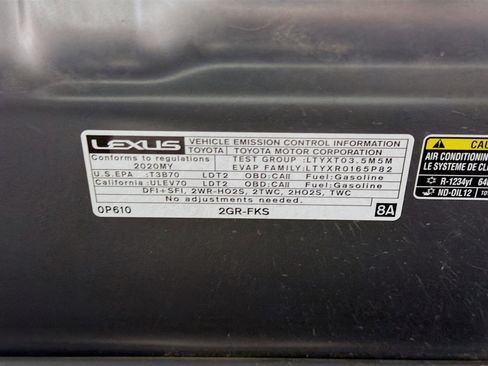 LEXUS VEHICLE EMISSION CONTROL INFORMATION
TOYOTA TOYOTA MOTOR CORPORATION
Conforms to regulations
2020MY
TEST GROUP :LTYXT03.5M5M
EVAP FAMILY:LTYXR0165P82
U.S.EPA :T3B70 LDT2 OBD:CAII Fuel:Gasoline
California:ULEV70 LDT2 OBD:CAII Fuel:Gasoline
DFI+SFI, 2WR-HO2S, 2TWC, 2HO2S, TWC
No adjustments needed.
0P610 2GR-FKS 8A
CAU
AIR CONDITIONING
LE SYSTEME DE CL
R-1234yf 640
ND-OIL12